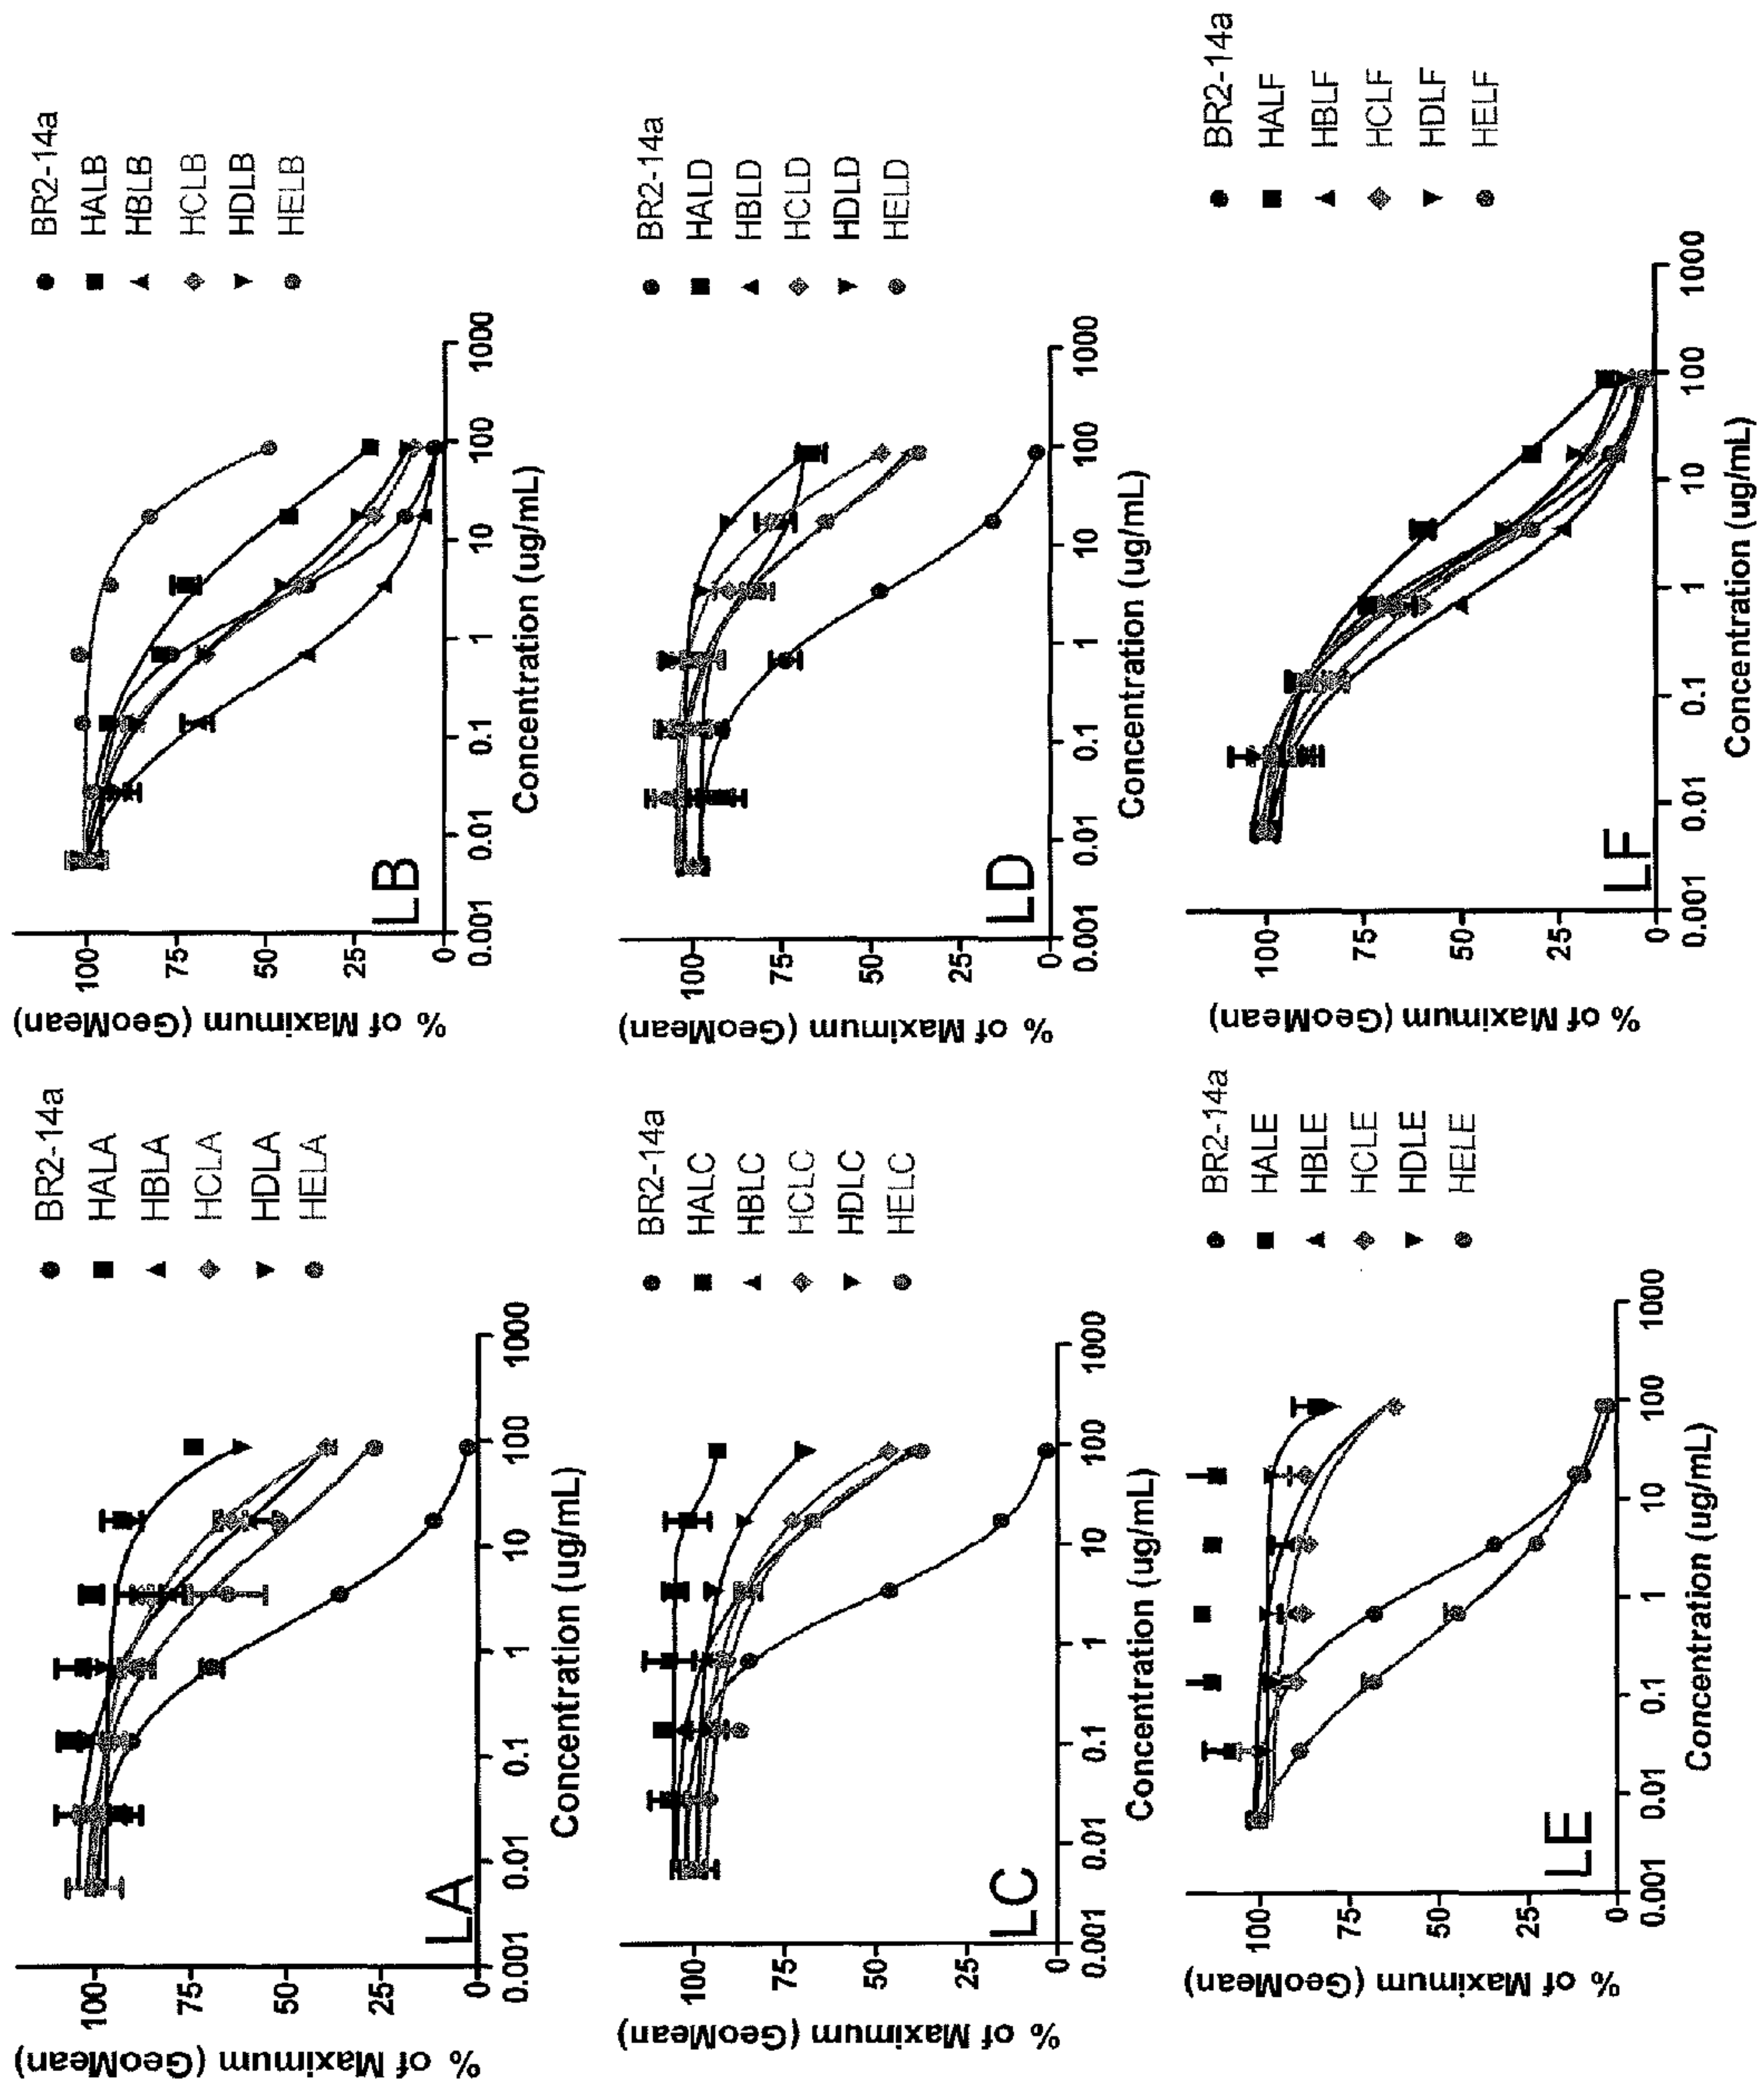 % of Maximum (GeoMean)
100
75
50
25
0
LA
0.001
0.01
0.1
1
10
100
1000
Concentration (ug/mL)
BR2-14a
HALA
HBLA
HCLA
HDLA
HELA
% of Maximum (GeoMean)
100
75
50
25
0
LB
0.001
0.01
0.1
1
10
100
1000
Concentration (ug/mL)
BR2-14a
HALB
HBLB
HCLB
HDLB
HELB
% of Maximum (GeoMean)
100
75
50
25
0
LC
0.001
0.01
0.1
1
10
100
1000
Concentration (ug/mL)
BR2-14a
HALC
HBLC
HCLC
HDLC
HELC
% of Maximum (GeoMean)
100
75
50
25
0
LD
0.001
0.01
0.1
1
10
100
1000
Concentration (ug/mL)
BR2-14a
HALD
HBLD
HCLD
HDLD
HELD
% of Maximum (GeoMean)
100
75
50
25
0
LE
0.001
0.01
0.1
1
10
100
1000
Concentration (ug/mL)
BR2-14a
HALE
HBLE
HCLE
HDLE
HELE
% of Maximum (GeoMean)
100
75
50
25
0
LF
0.001
0.01
0.1
1
10
100
1000
Concentration (ug/mL)
BR2-14a
HALF
HBLF
HCLF
HDLF
HELF